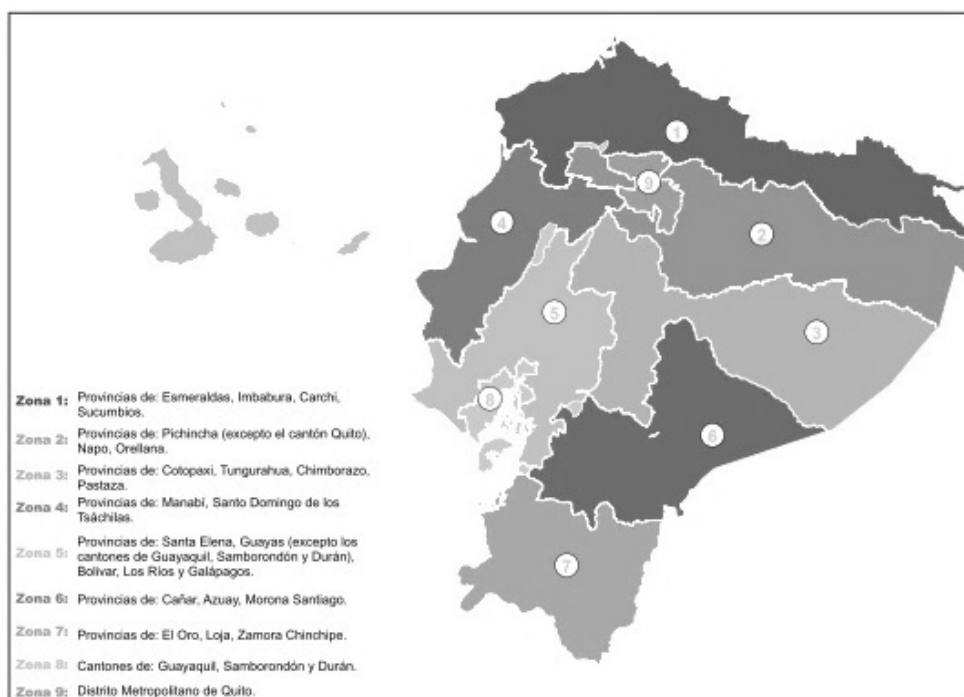 1
9
4
2
5
3
8
6
7
Zona 1: Provincias de: Esmeraldas, Imbabura, Carchi,
Sucumbios.
Zona 2: Provincias de: Pichincha (excepto el cantón Quito),
Napo, Orellana.
Zona 3: Provincias de: Cotopaxi, Tungurahua, Chimborazo,
Pastaza.
Zona 4: Provincias de: Manabí, Santo Domingo de los
Tsáchilas.
Zona 5: Provincias de: Santa Elena, Guayas (excepto los
cantones de Guayaquil, Samborondón y Durán),
Bolívar, Los Ríos y Galápagos.
Zona 6: Provincias de: Cañar, Azuay, Morona Santiago.
Zona 7: Provincias de: El Oro, Loja, Zamora Chinchipe.
Zona 8: Cantones de: Guayaquil, Samborondón y Durán.
Zona 9: Distrito Metropolitano de Quito.